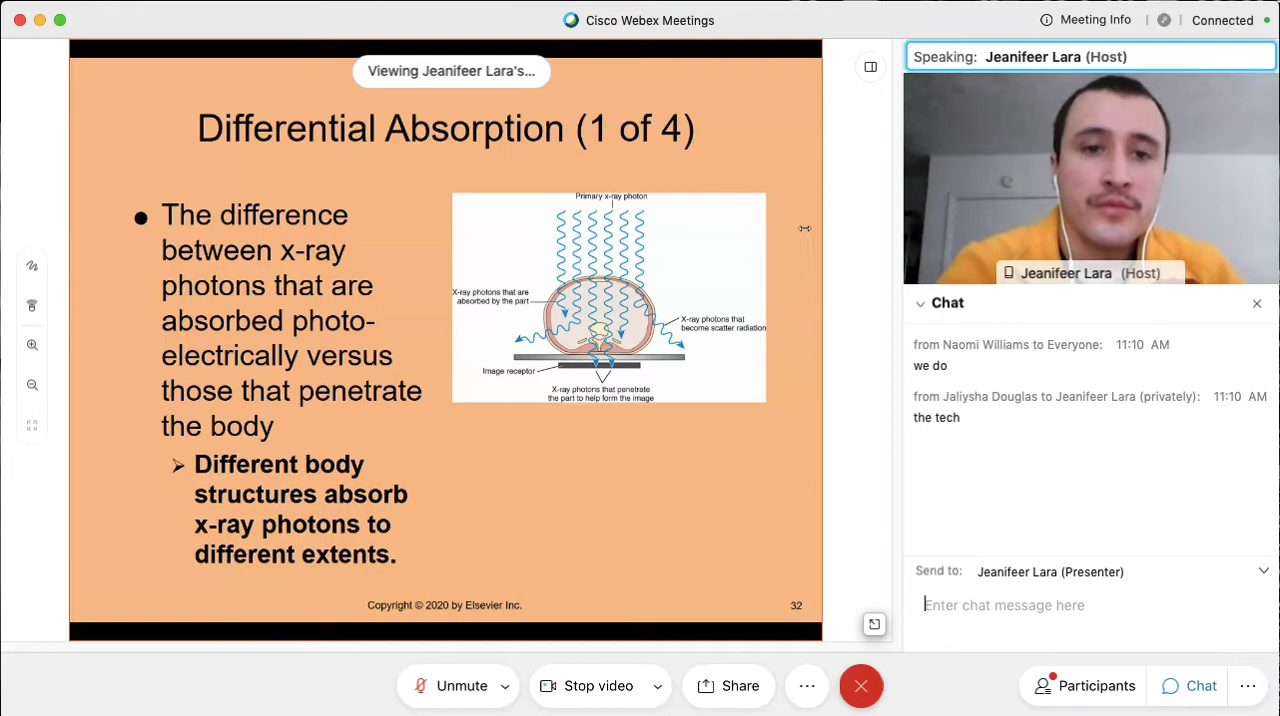 Cisco Webex Meetings
Meeting Info
Connected
Viewing Jeanifeer Lara's...
Speaking: Jeanifeer Lara (Host)
Differential Absorption (1 of 4)
The difference
between x-ray
photons that are
absorbed photo-
electrically versus
those that penetrate
the body
Different body
structures absorb
x-ray photons to
different extents.
Primary x-ray photon
X-ray photons that are
absorbed by the part
X-ray photons that
become scatter radiation
Image receptor
X-ray photons that penetrate
the part to help form the image
Copyright © 2020 by Elsevier Inc.
32
Jeanifeer Lara (Host)
Chat
from Naomi Williams to Everyone: 11:10 AM
we do
from Jaliysha Douglas to Jeanifeer Lara (privately): 11:10 AM
the tech
Send to: Jeanifeer Lara (Presenter)
Enter chat message here
Unmute
Stop video
Share
Participants
Chat